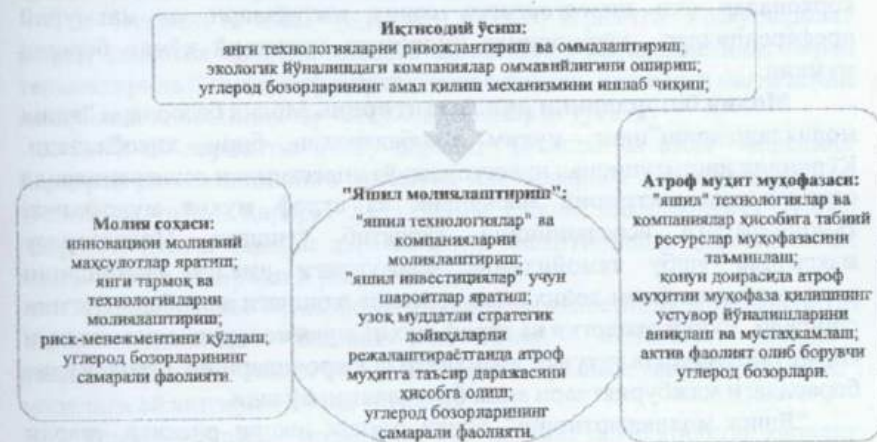 Иқтисодий ўсиш:
янги технологияларни ривожлантириш ва оммалаштириш;
экологик йўналишдаги компаниялар оммавийлигини ошириш;
углерод бозорларининг амал қилиш механизмини ишлаб чиқиш;
Молия соҳаси:
инновацион молиявий
маҳсулотлар яратиш;
янги тармоқ ва
технологияларни
молиялаштириш;
риск-менежментини қўллаш;
углерод бозорларининг
самарали фаолияти.
"Яшил молиялаштириш":
"яшил технологиялар" ва
компанияларни
молиялаштириш;
"яшил инвестициялар" учун
шароитлар яратиш;
узоқ муддатли стратегик
лойиҳаларни
режалаштираётганда атроф
муҳитга таъсир даражасини
ҳисобга олиш;
углерод бозорларининг
самарали фаолияти.
Атроф муҳит муҳофазаси:
"яшил" технологиялар ва
компаниялар ҳисобига табиий
ресурслар муҳофазасини
таъминлаш;
қонун доирасида атроф
муҳитни муҳофаза қилишнинг
устувор йўналишларини
аниқлаш ва мустаҳкамлаш;
актив фаолият олиб борувчи
углерод бозорлари.